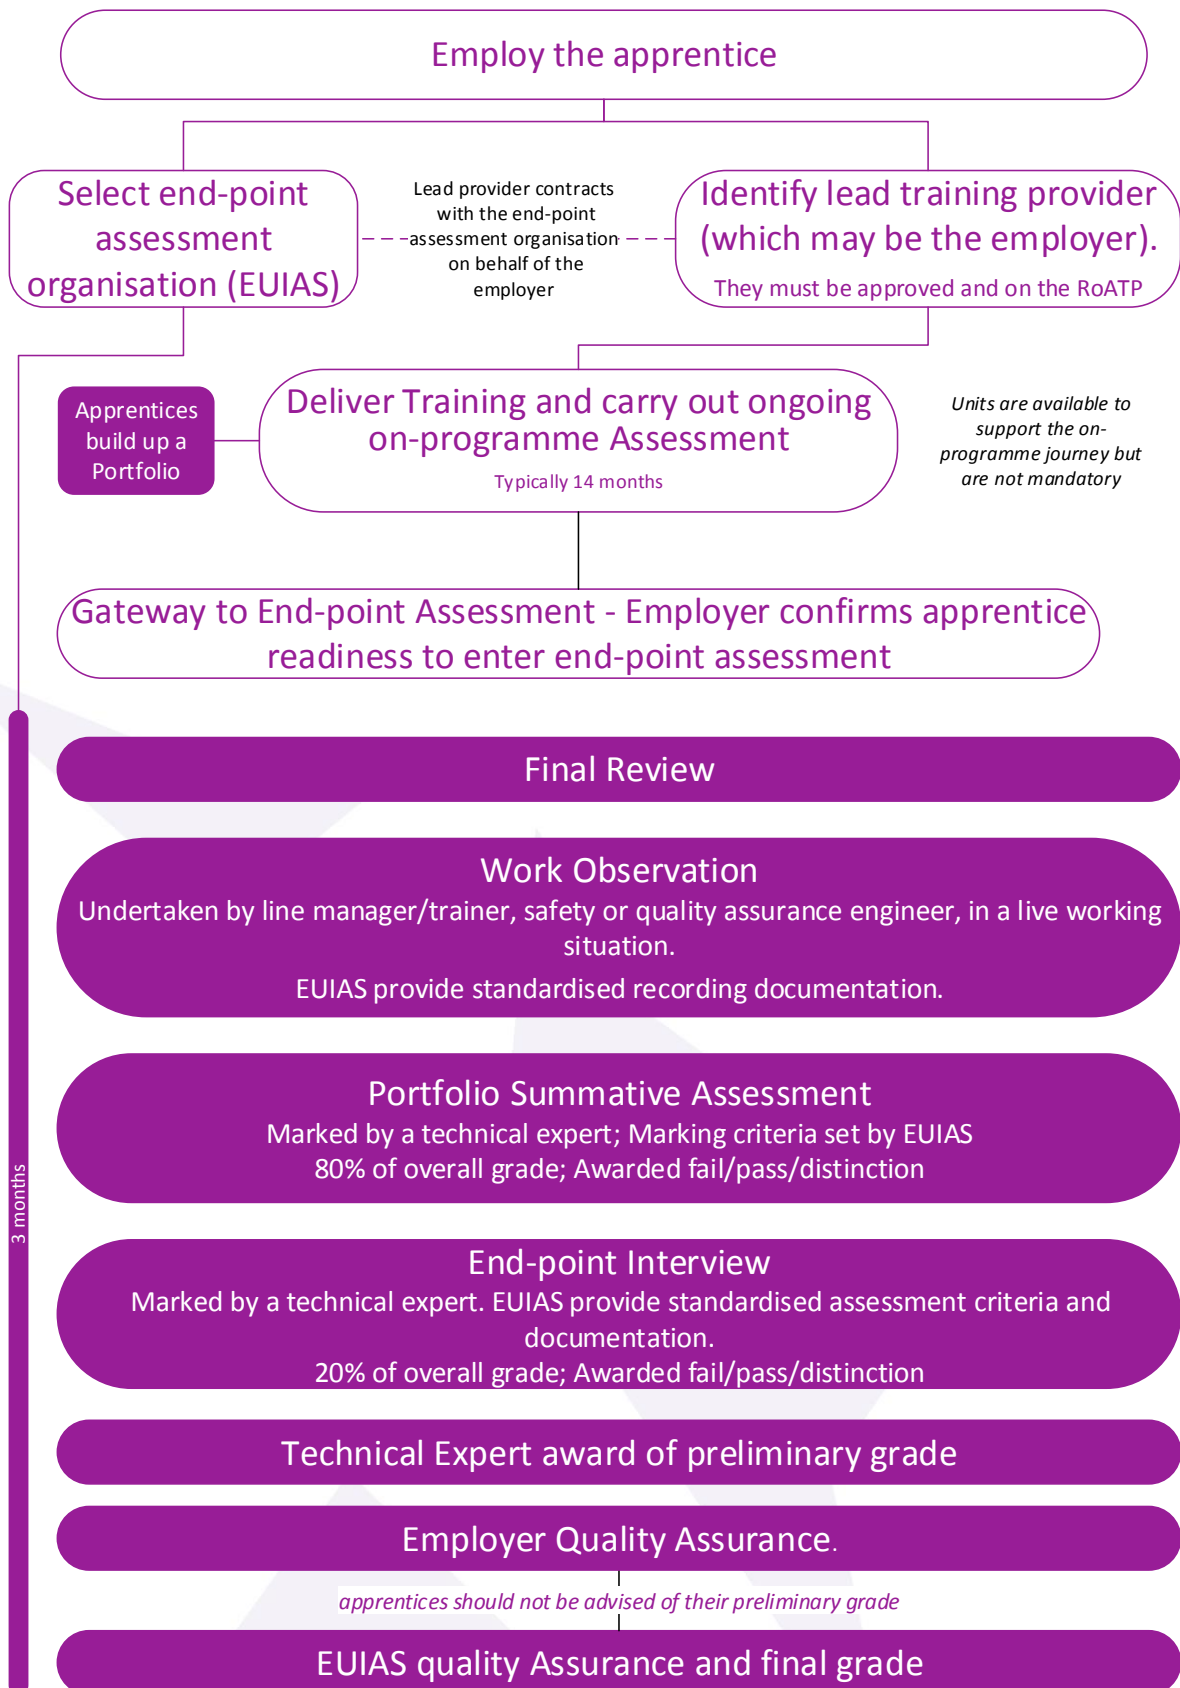 Employ the apprentice
Select end-point
assessment
organisation (EUIAS)
Lead provider contracts
with the end-point
assessment organisation
on behalf of the
employer
Identify lead training provider
(which may be the employer).
They must be approved and on the RoATP
Apprentices
build up a
Portfolio
Deliver Training and carry out ongoing
on-programme Assessment
Typically 14 months
Units are available to
support the on-
programme journey but
are not mandatory
Gateway to End-point Assessment - Employer confirms apprentice
readiness to enter end-point assessment
3 months
Final Review
Work Observation
Undertaken by line manager/trainer, safety or quality assurance engineer, in a live working
situation.
EUIAS provide standardised recording documentation.
Portfolio Summative Assessment
Marked by a technical expert; Marking criteria set by EUIAS
80% of overall grade; Awarded fail/pass/distinction
End-point Interview
Marked by a technical expert. EUIAS provide standardised assessment criteria and
documentation.
20% of overall grade; Awarded fail/pass/distinction
Technical Expert award of preliminary grade
Employer Quality Assurance.
apprentices should not be advised of their preliminary grade
EUIAS quality Assurance and final grade